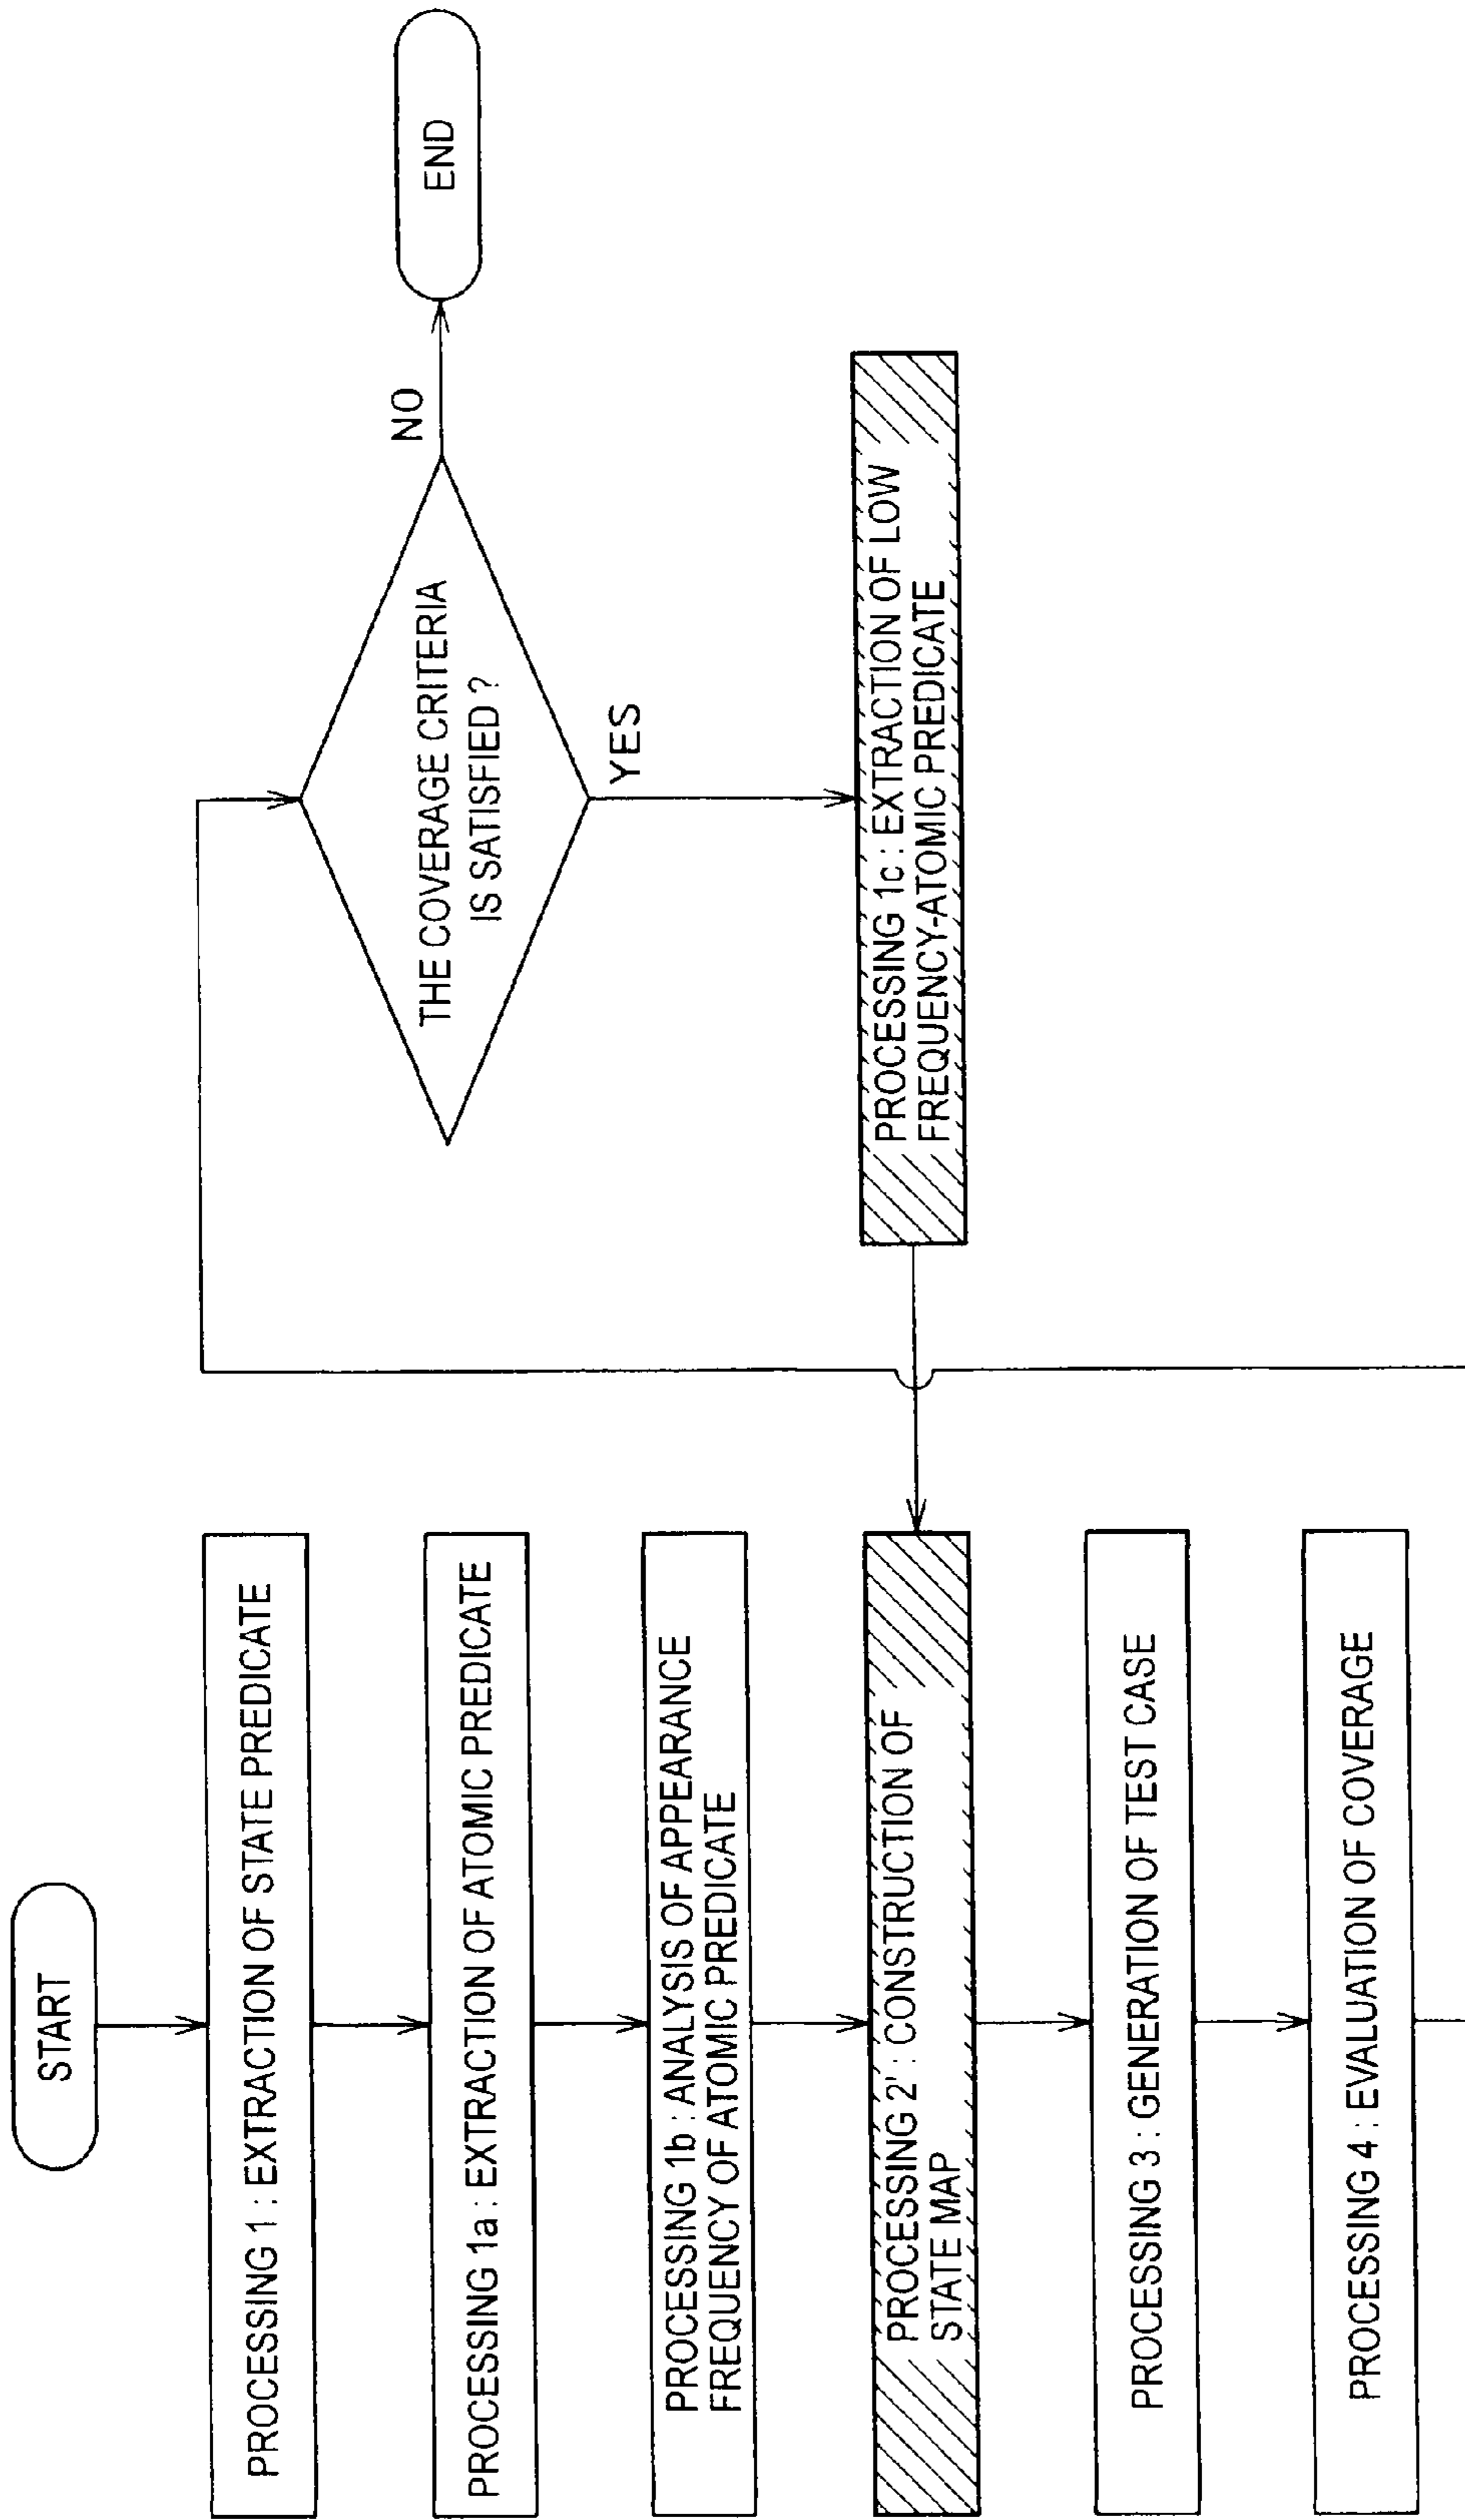 START
PROCESSING 1 : EXTRACTION OF STATE PREDICATE
PROCESSING 1a : EXTRACTION OF ATOMIC PREDICATE
PROCESSING 1b : ANALYSIS OF APPEARANCE
FREQUENCY OF ATOMIC PREDICATE
PROCESSING 2' : CONSTRUCTION OF
STATE MAP
PROCESSING 3 : GENERATION OF TEST CASE
PROCESSING 4 : EVALUATION OF COVERAGE
THE COVERAGE CRITERIA
IS SATISFIED ?
NO
END
YES
PROCESSING 1c : EXTRACTION OF LOW
FREQUENCY-ATOMIC PREDICATE